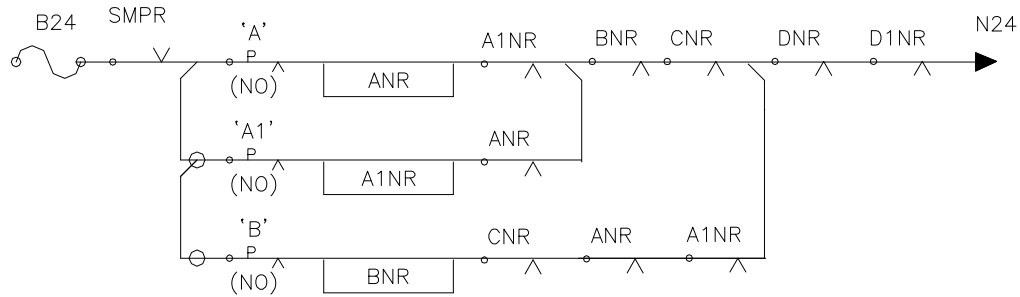 B24 SMPR 'A' A1NR BNR CNR DNR D1NR N24
P
(NO) ANR
'A1' ANR
P
(NO) A1NR
'B' CNR ANR A1NR
P
(NO) BNR